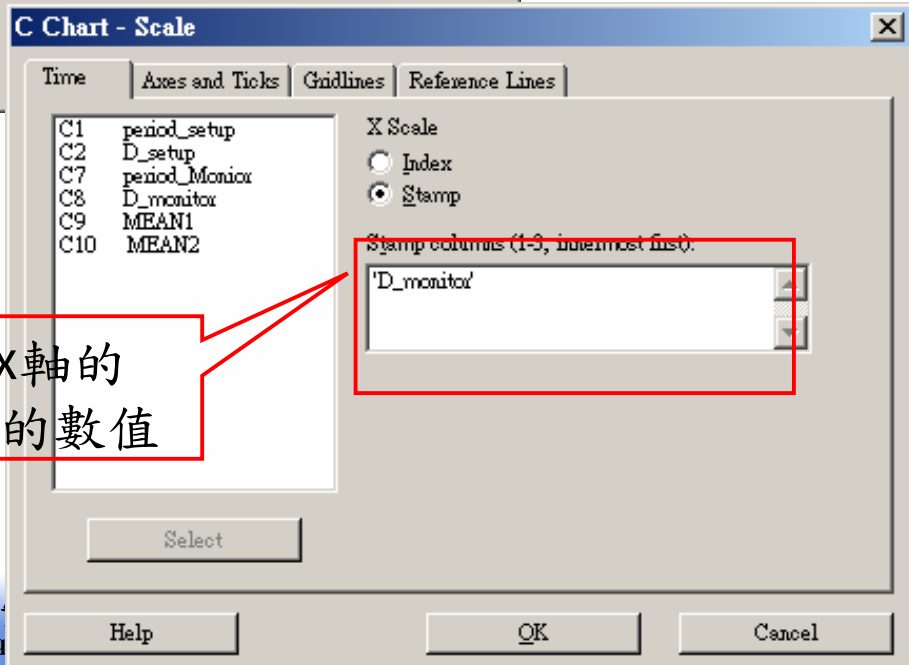 C Chart - Scale
Time
Axes and Ticks
Gridlines
Reference Lines
C1 period_setup
C2 D_setup
C7 period_Monior
C8 D_monitor
C9 MEAN1
C10 MEAN2
X Scale
Index
Stamp
Stamp columns (1-3, innermost first):
'D_monitor'
X軸的
的數值
Select
Help
OK
Cancel